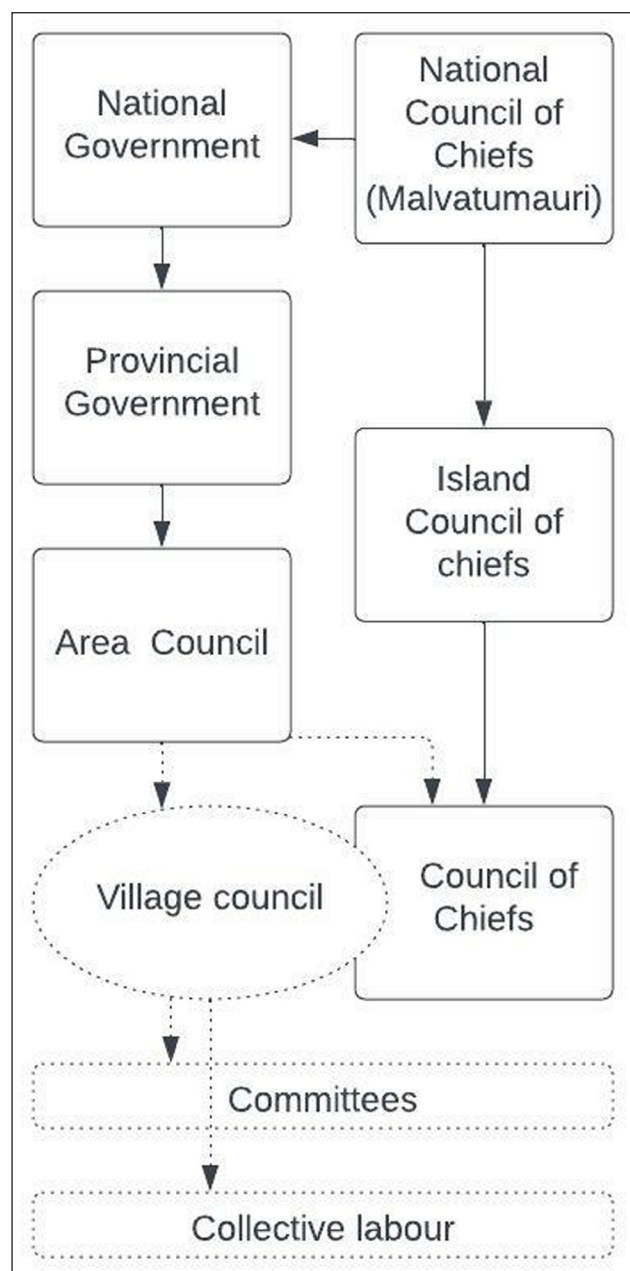 National
Government
National
Council of
Chiefs
(Malvatumauri)
Provincial
Government
Island
Council of
chiefs
Area Council
Village council
Council of
Chiefs
Committees
Collective labour